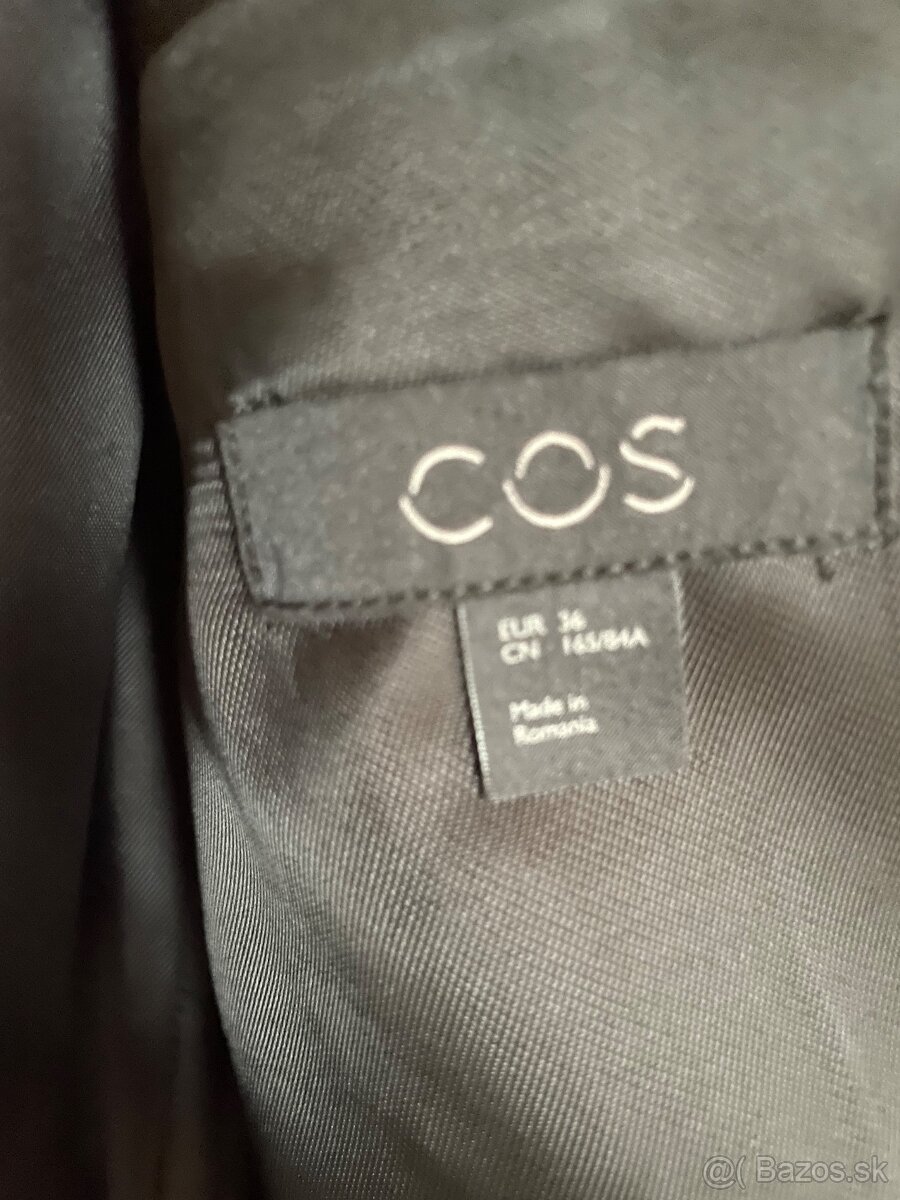 COS
EUR 36
CN 165/84A
Made in
Romania
@( Bazos.sk